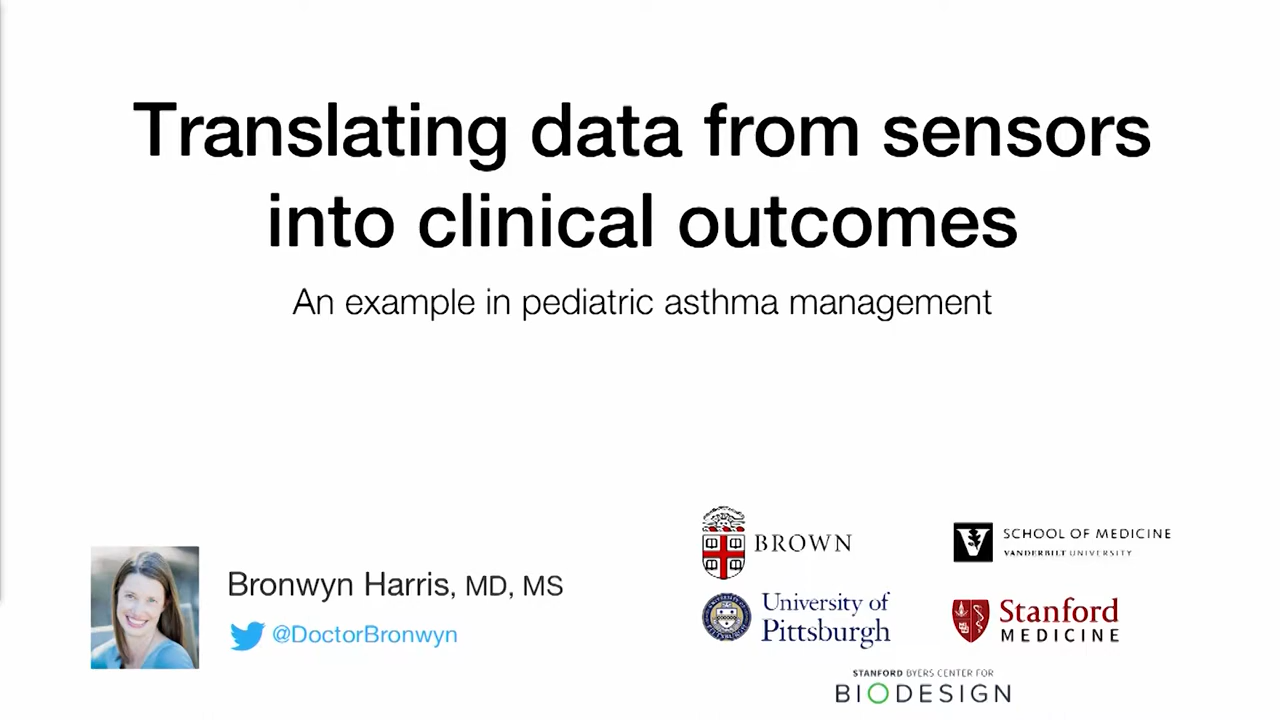 Translating data from sensors
into clinical outcomes
An example in pediatric asthma management
Bronwyn Harris, MD, MS
@DoctorBronwyn
BROWN
SCHOOL OF MEDICINE
VANDERBILT UNIVERSITY
University of
Pittsburgh
Stanford
MEDICINE
STANFORD BYERS CENTER FOR
BIODESIGN